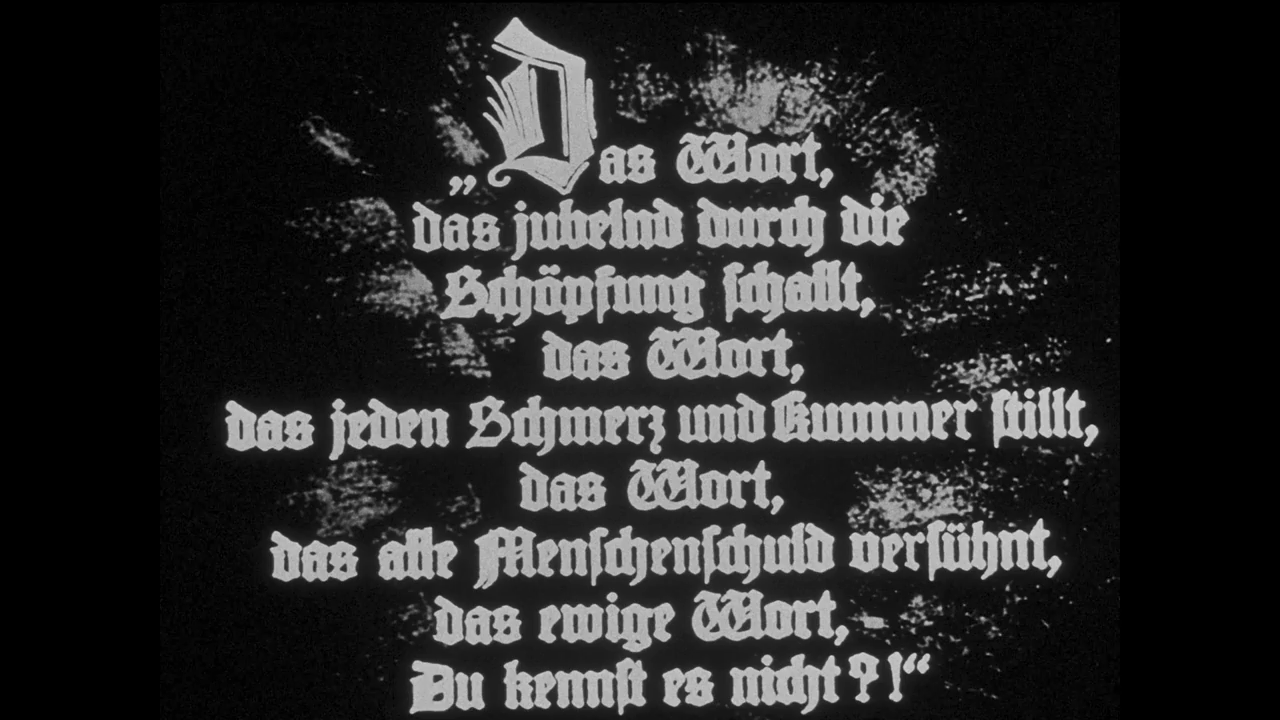 „Das Wort,
das jubelnd durch die
Schöpfung schallt,
das Wort,
das jeden Schmerz und Kummer stillt,
das Wort,
das alle Menschenschuld versühnt,
das ewige Wort,
Du kennst es nicht?!“